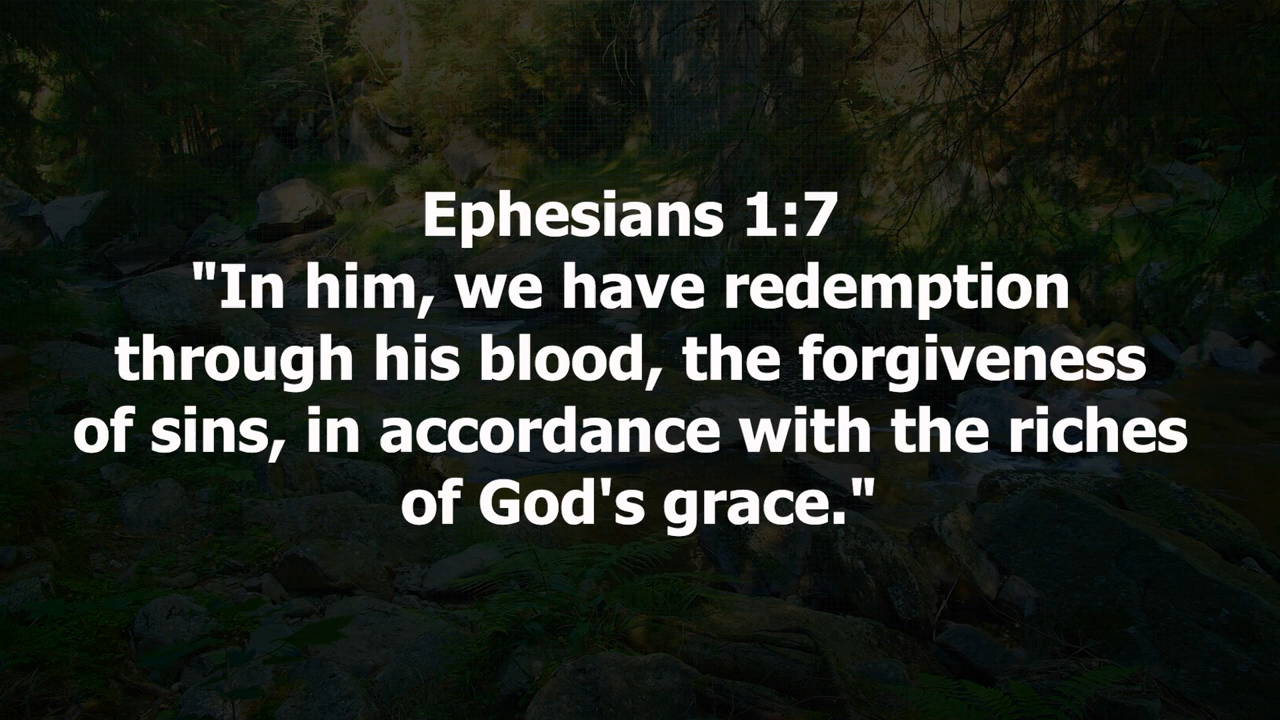 Ephesians 1:7
"In him, we have redemption
through his blood, the forgiveness
of sins, in accordance with the riches
of God's grace."